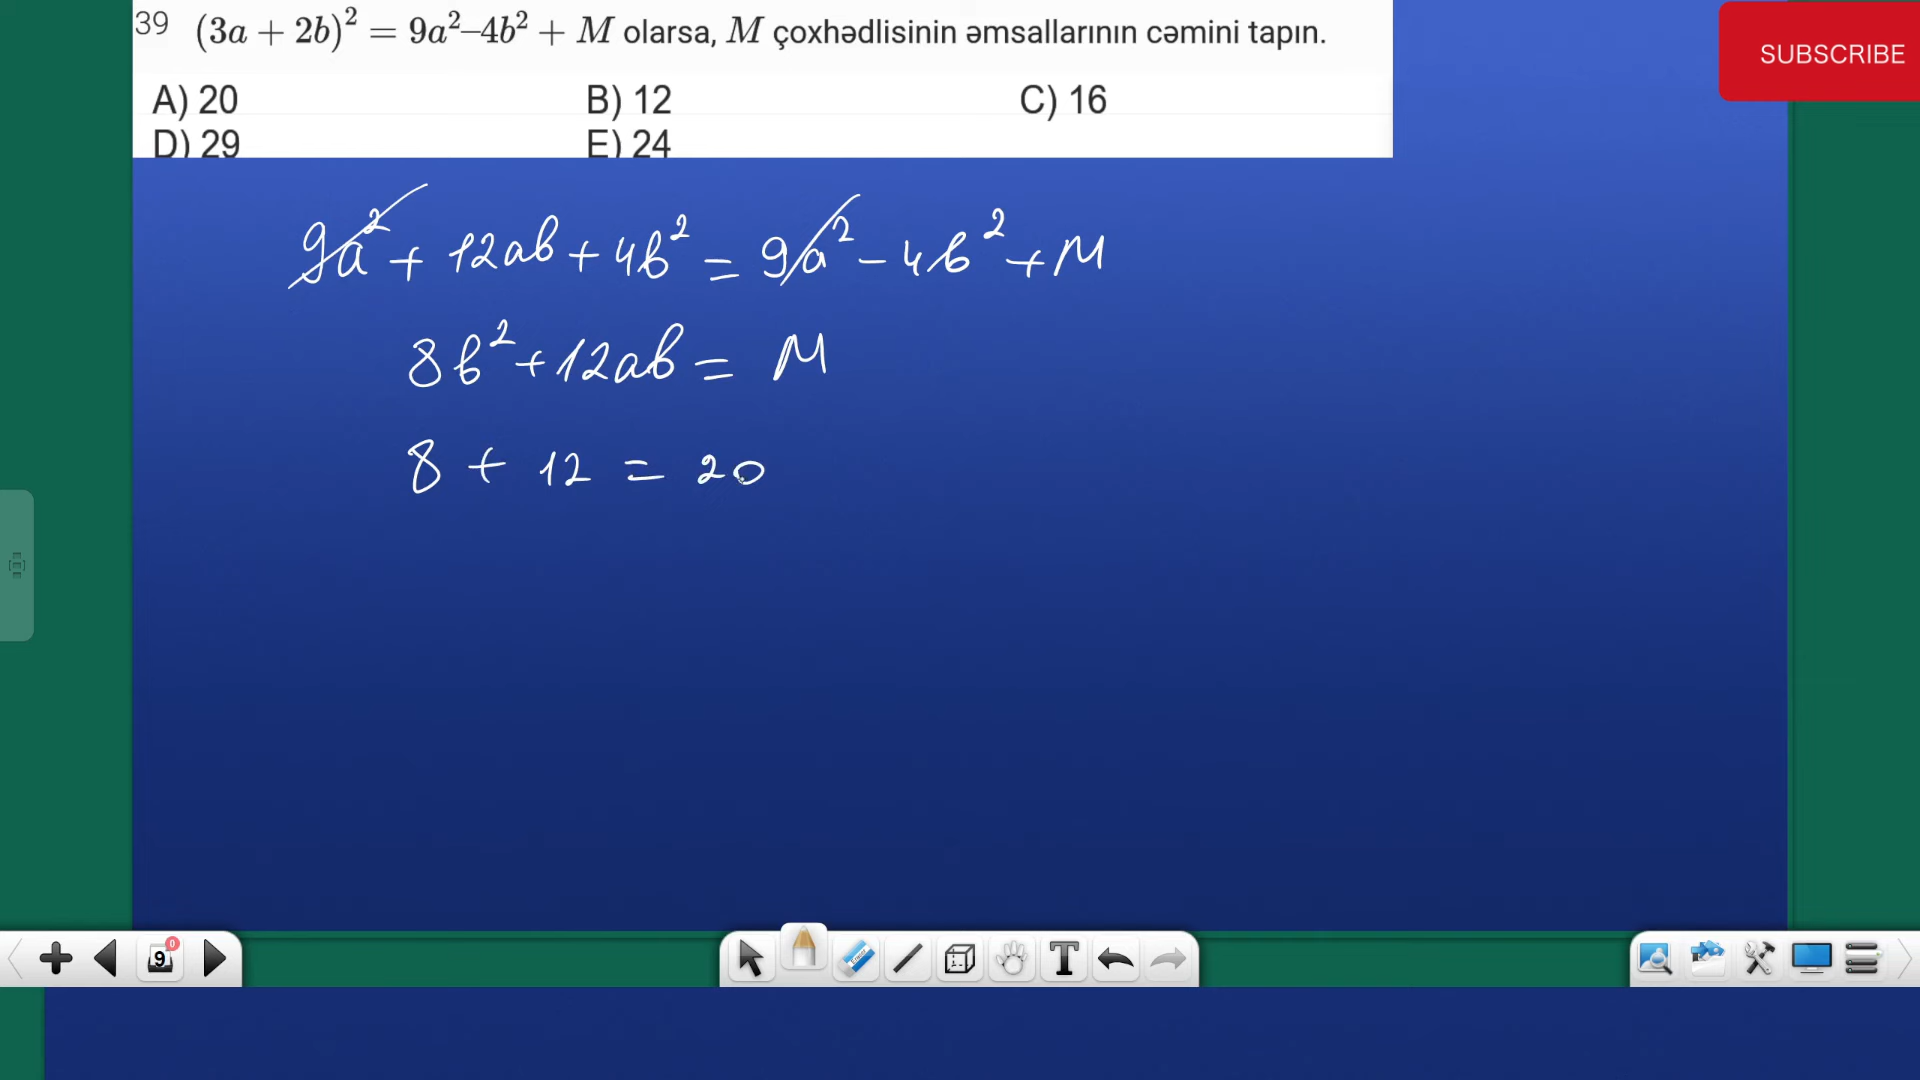 39 (3a + 2b)² = 9a²–4b² + M olarsa, M çoxhədlisinin əmsallarının cəmini tapın.
A) 20 B) 12 C) 16
D) 29 E) 24
SUBSCRIBE
9a² + 12ab + 4b² = 9a² - 4b² + M
8b² + 12ab = M
8 + 12 = 20
9 0
T